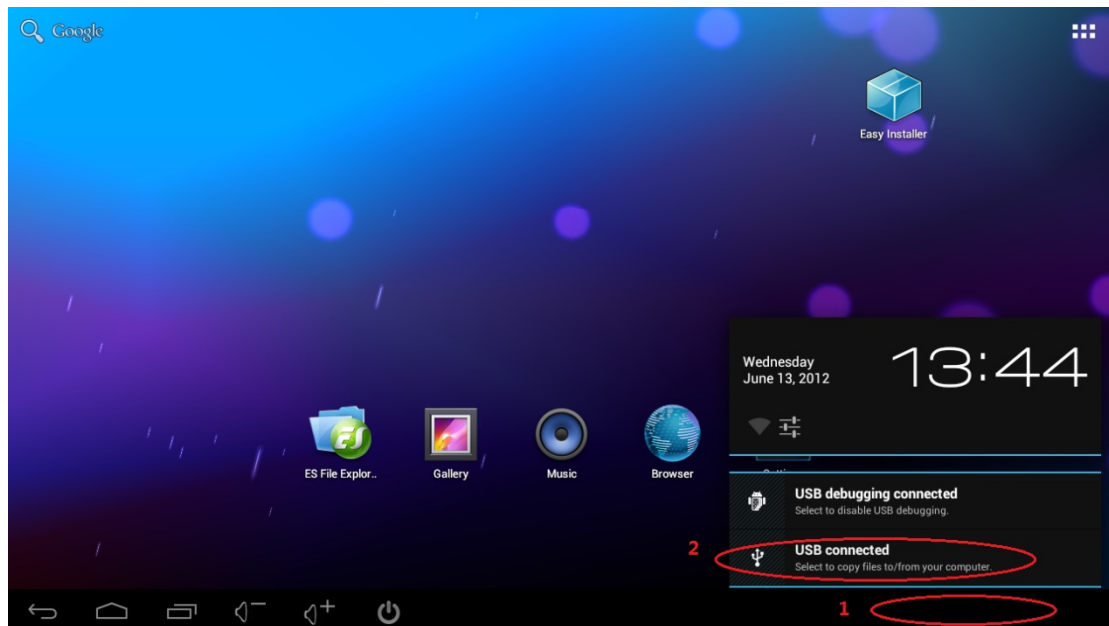 Google
Easy Installer
Wednesday
June 13, 2012
13:44
ES File Explor..
Gallery
Music
Browser
USB debugging connected
Select to disable USB debugging.
2
USB connected
Select to copy files to/from your computer.
1